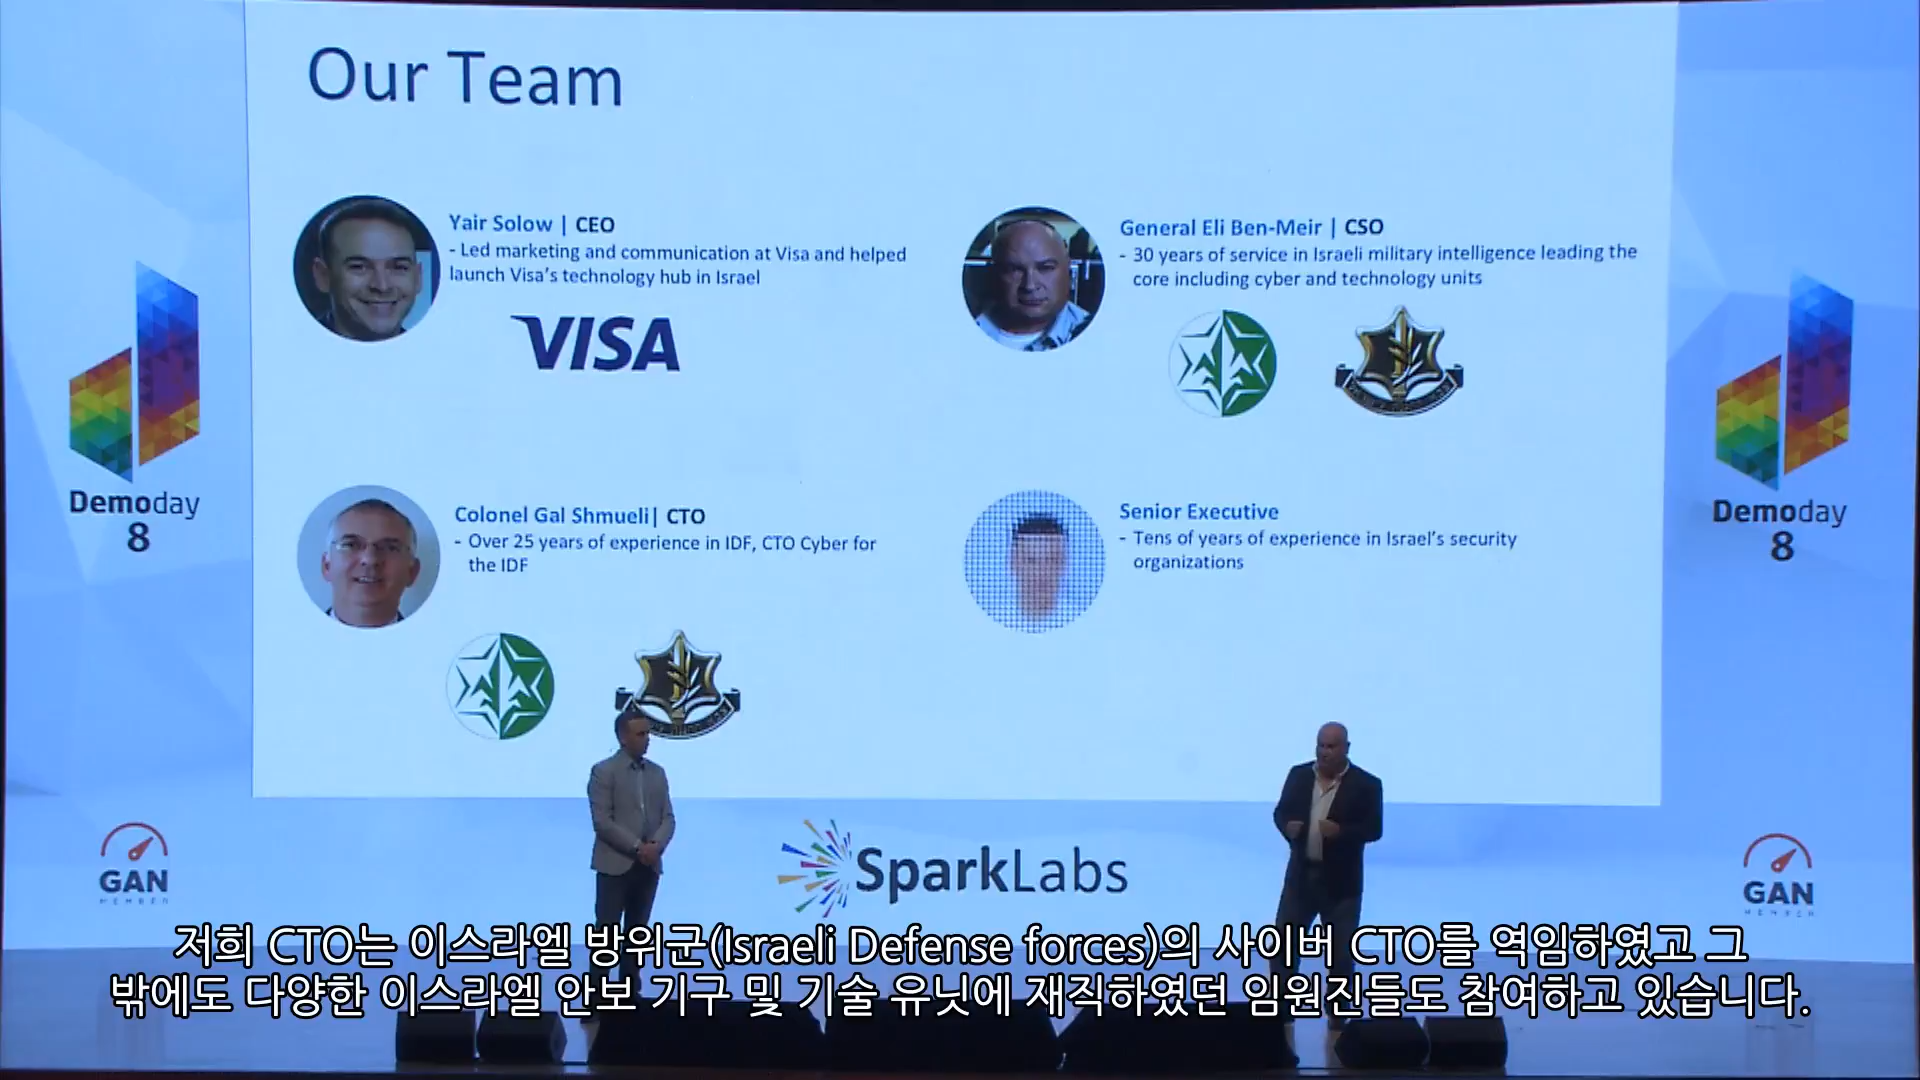 Our Team
Yair Solow | CEO
- Led marketing and communication at Visa and helped
launch Visa's technology hub in Israel
VISA
General Eli Ben-Meir | CSO
- 30 years of service in Israeli military intelligence leading the
core including cyber and technology units
Colonel Gal Shmueli| CTO
- Over 25 years of experience in IDF, CTO Cyber for
the IDF
Senior Executive
- Tens of years of experience in Israel's security
organizations
Demoday
8
Demoday
8
GAN
MEMBER
SparkLabs
GAN
MEMBER
저희 CTO는 이스라엘 방위군(Israeli Defense forces)의 사이버 CTO를 역임하였고 그
밖에도 다양한 이스라엘 안보 기구 및 기술 유닛에 재직하였던 임원진들도 참여하고 있습니다.